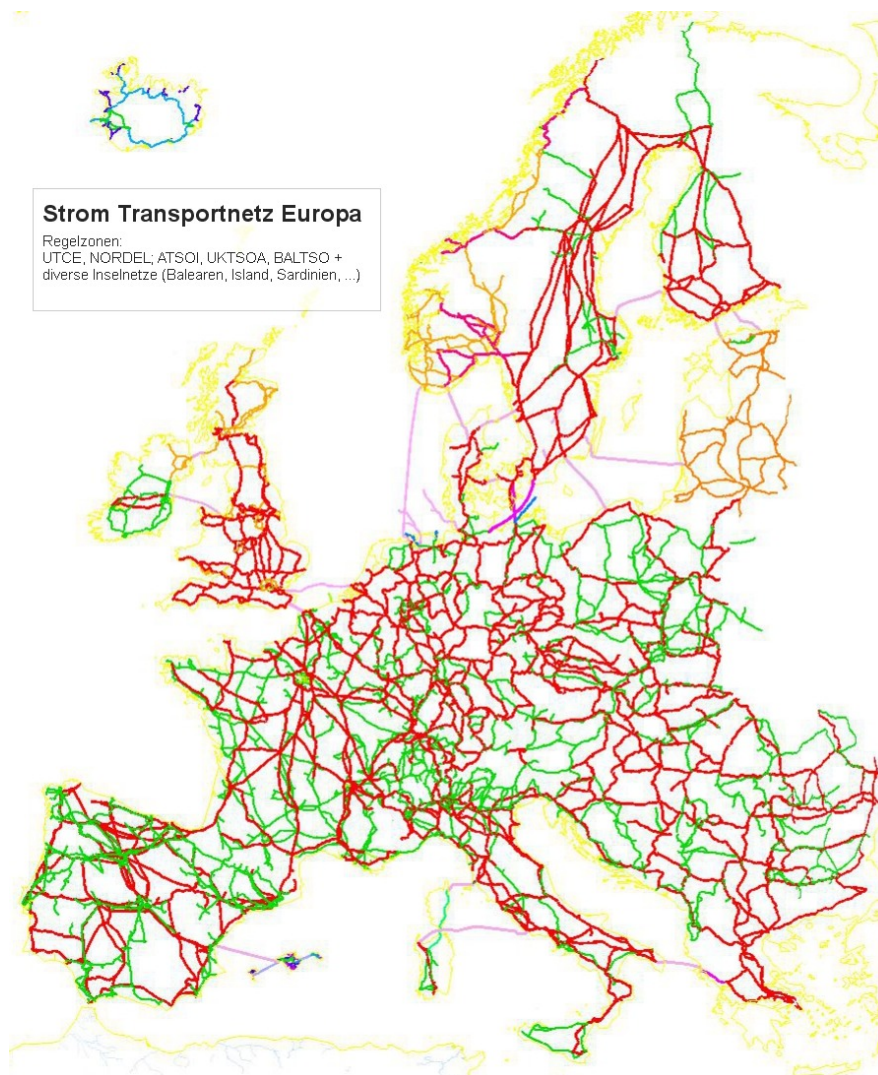 Strom Transportnetz Europa
Regelzonen:
UTCE, NORDEL; ATSOI, UKTSOA, BALTSO +
diverse Inselnetze (Balearen, Island, Sardinien, ...)